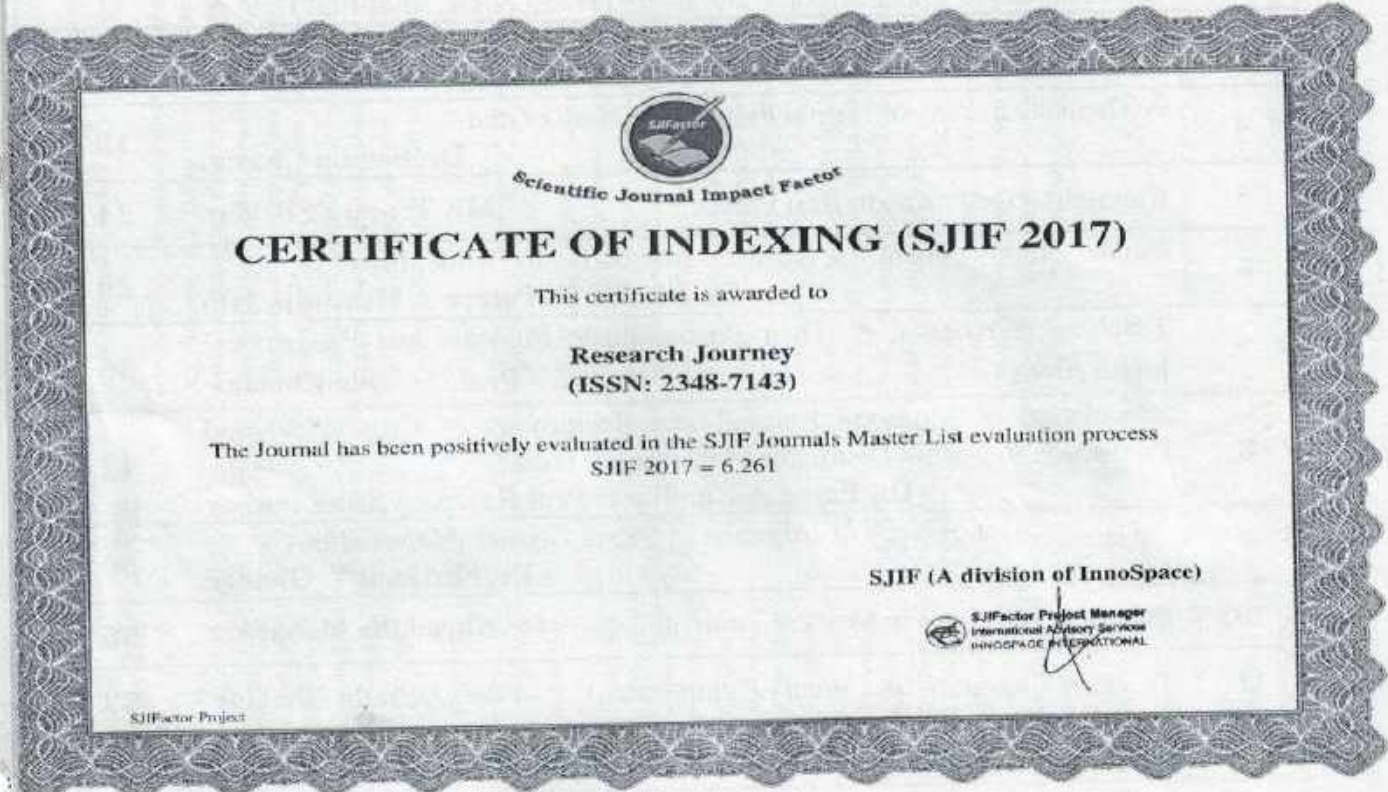 SJIFactor
Scientific Journal Impact Factor
CERTIFICATE OF INDEXING (SJIF 2017)
This certificate is awarded to
Research Journey
(ISSN: 2348-7143)
The Journal has been positively evaluated in the SJIF Journals Master List evaluation process
SJIF 2017 = 6.261
SJIF (A division of InnoSpace)
SJIFactor Project Manager
International Advisory Services
INNOSPACE INTERNATIONAL
SJIFactor Project